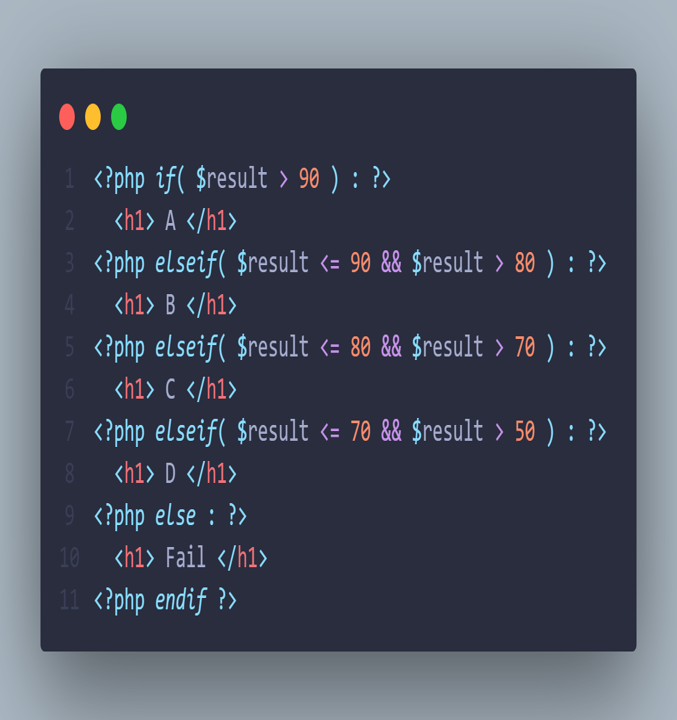 1 <?php if( $result > 90 ) : ?>
2 <h1> A </h1>
3 <?php elseif( $result <= 90 && $result > 80 ) : ?>
4 <h1> B </h1>
5 <?php elseif( $result <= 80 && $result > 70 ) : ?>
6 <h1> C </h1>
7 <?php elseif( $result <= 70 && $result > 50 ) : ?>
8 <h1> D </h1>
9 <?php else : ?>
10 <h1> Fail </h1>
11 <?php endif ?>